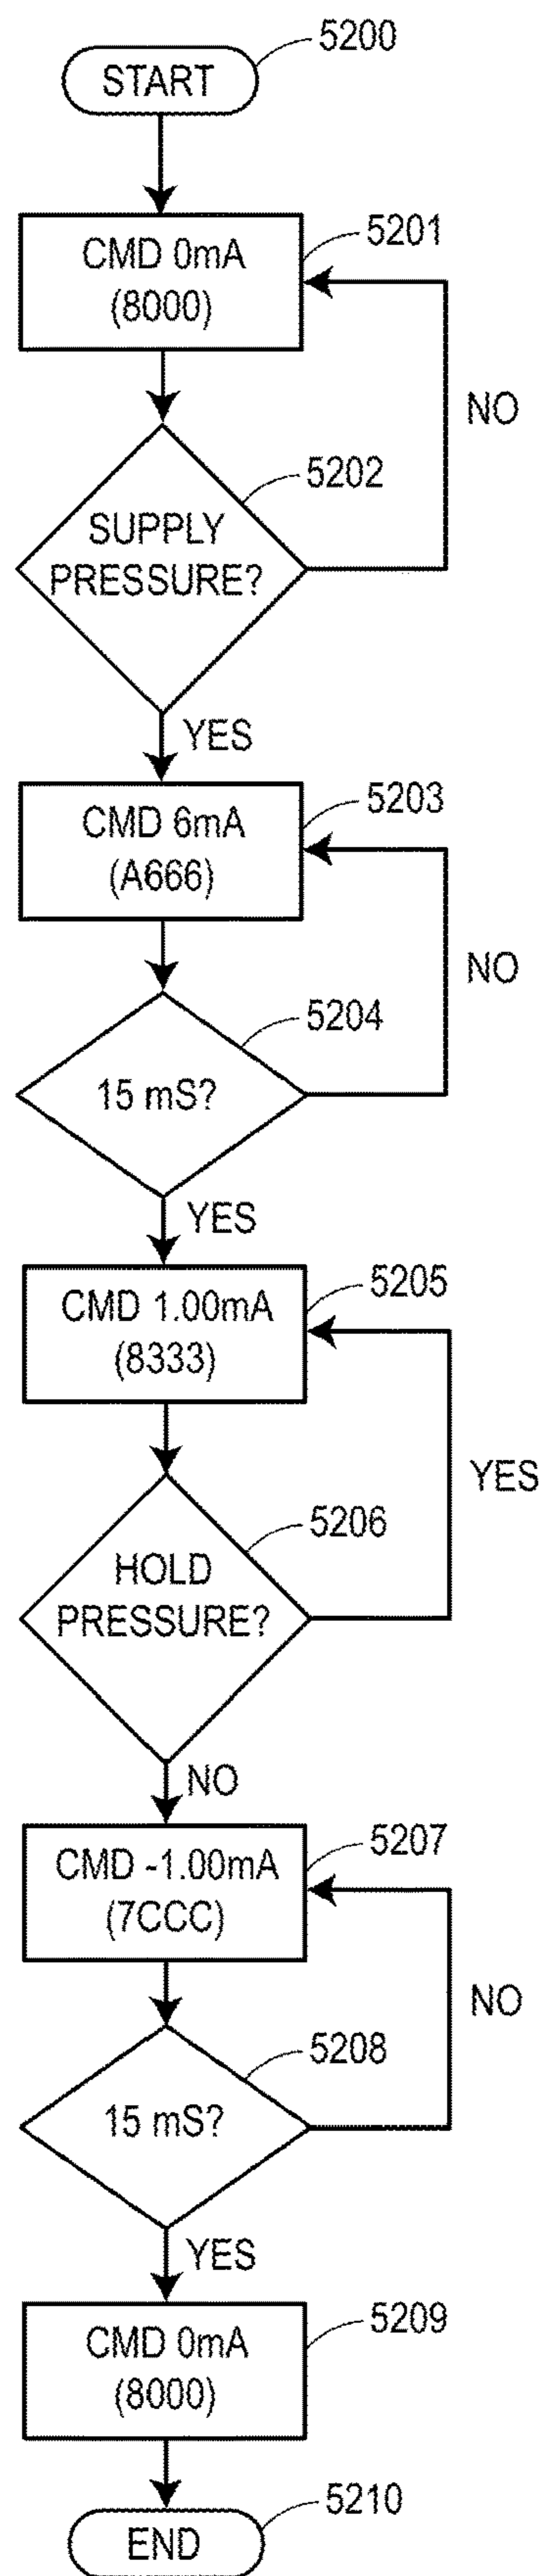 5200
START
5201
CMD 0mA
(8000)
NO
5202
SUPPLY
PRESSURE?
YES
5203
CMD 6mA
(A666)
NO
5204
15 mS?
YES
5205
CMD 1.00mA
(8333)
YES
5206
HOLD
PRESSURE?
NO
5207
CMD -1.00mA
(7CCC)
NO
5208
15 mS?
YES
5209
CMD 0mA
(8000)
5210
END